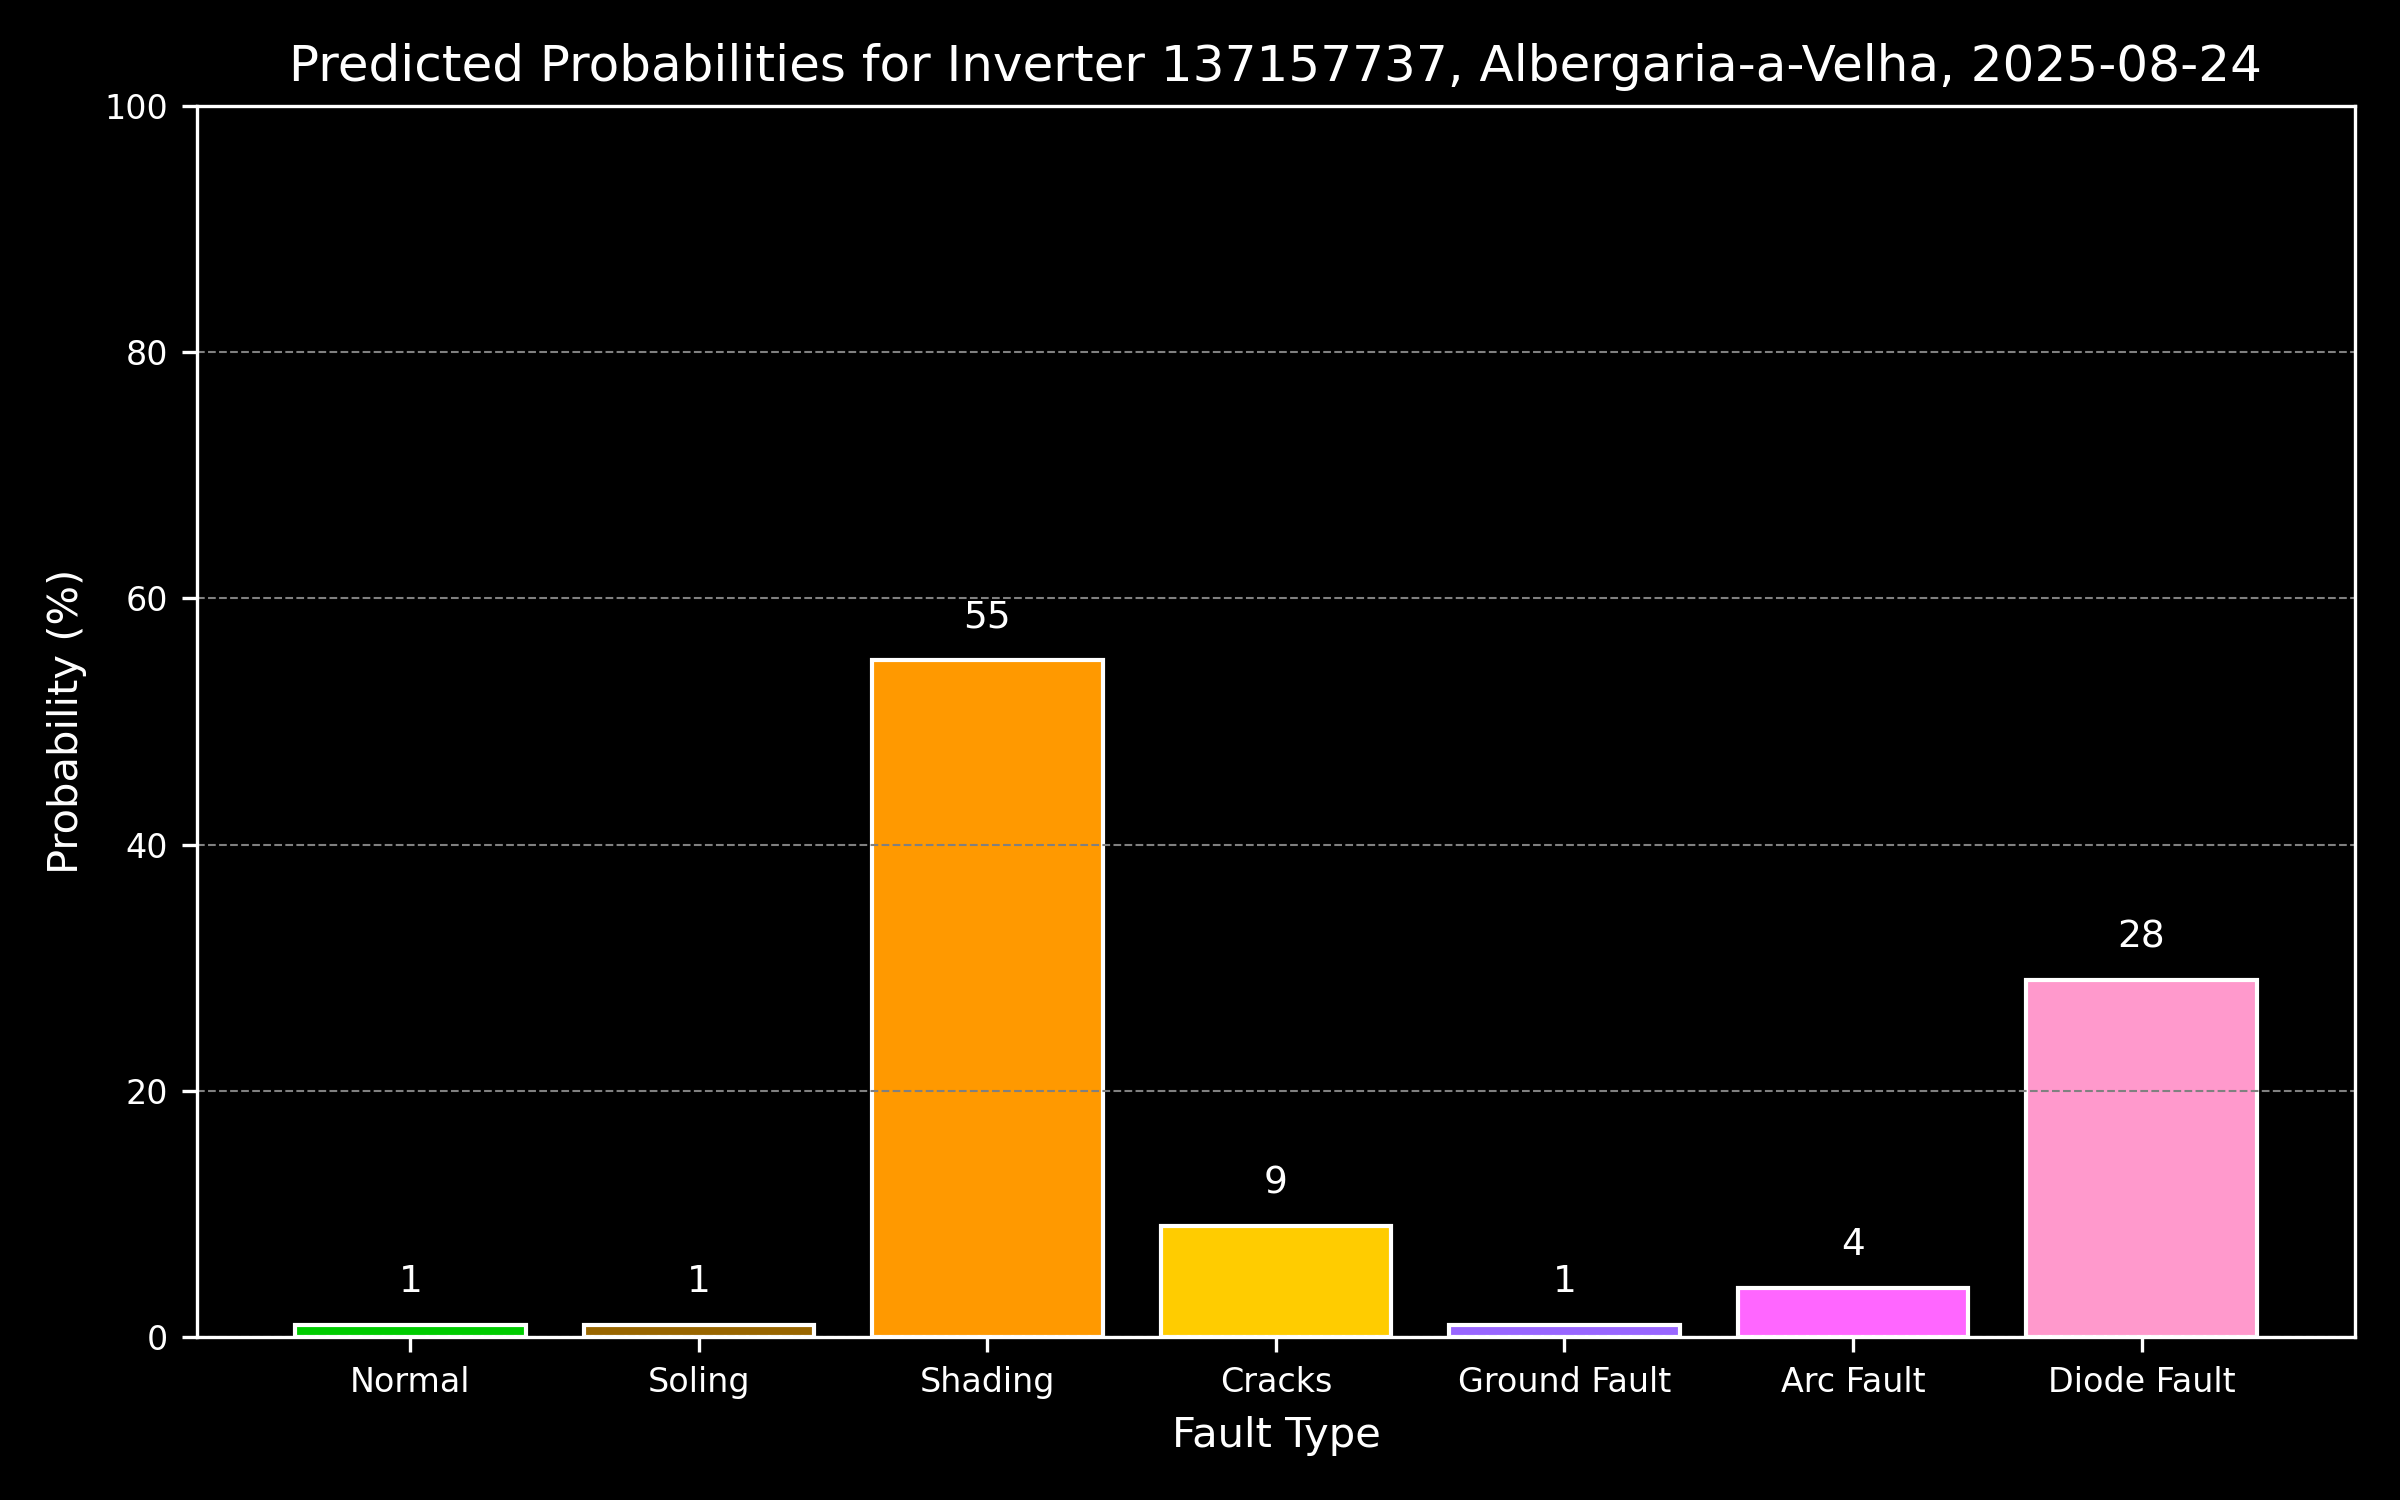 Predicted Probabilities for Inverter 137157737, Albergaria-a-Velha, 2025-08-24
Probability (%)
100
80
60
40
20
0
1
1
55
9
1
4
28
Normal
Soling
Shading
Cracks
Ground Fault
Arc Fault
Diode Fault
Fault Type